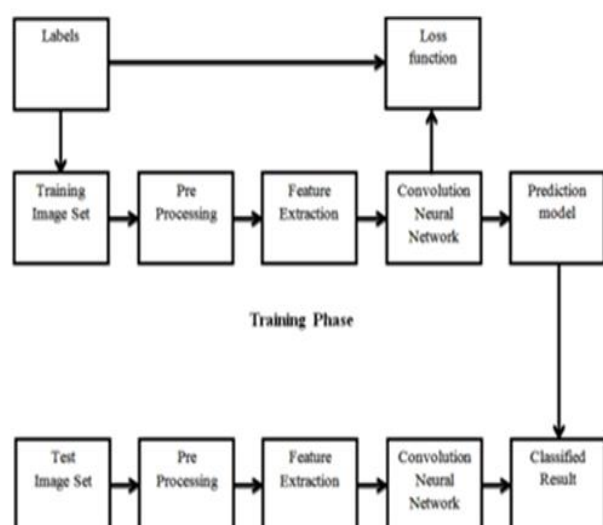 Labels
Loss
function
Training
Image Set
Pre
Processing
Feature
Extraction
Convolution
Neural
Network
Prediction
model
Training Phase
Test
Image Set
Pre
Processing
Feature
Extraction
Convolution
Neural
Network
Classified
Result